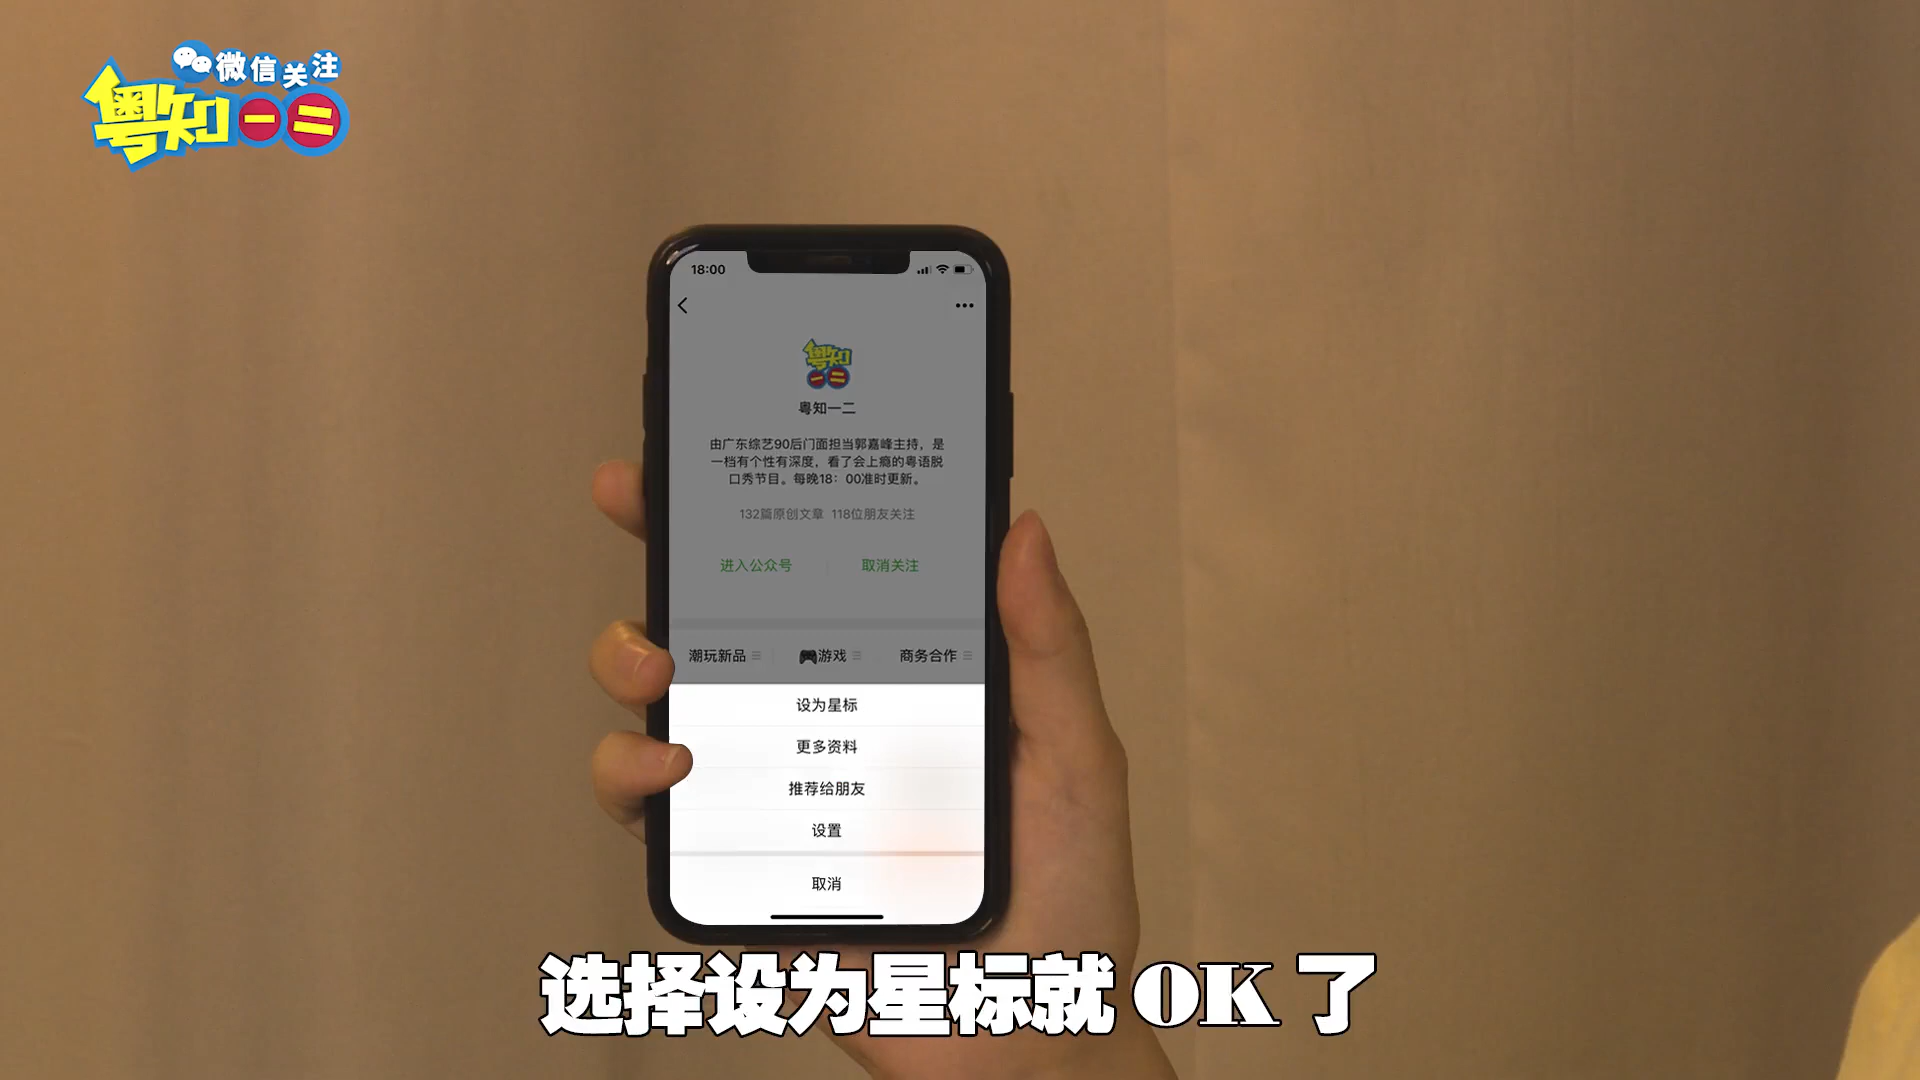 微信关注
粤知一二
18:00
粤知
一二
粤知一二
由广东综艺90后门面担当郭嘉峰主持，是
一档有个性有深度，看了会上瘾的粤语脱
口秀节目。每晚18：00准时更新。
132篇原创文章 118位朋友关注
进入公众号 取消关注
潮玩新品 游戏 商务合作
设为星标
更多资料
推荐给朋友
设置
取消
选择设为星标就OK了